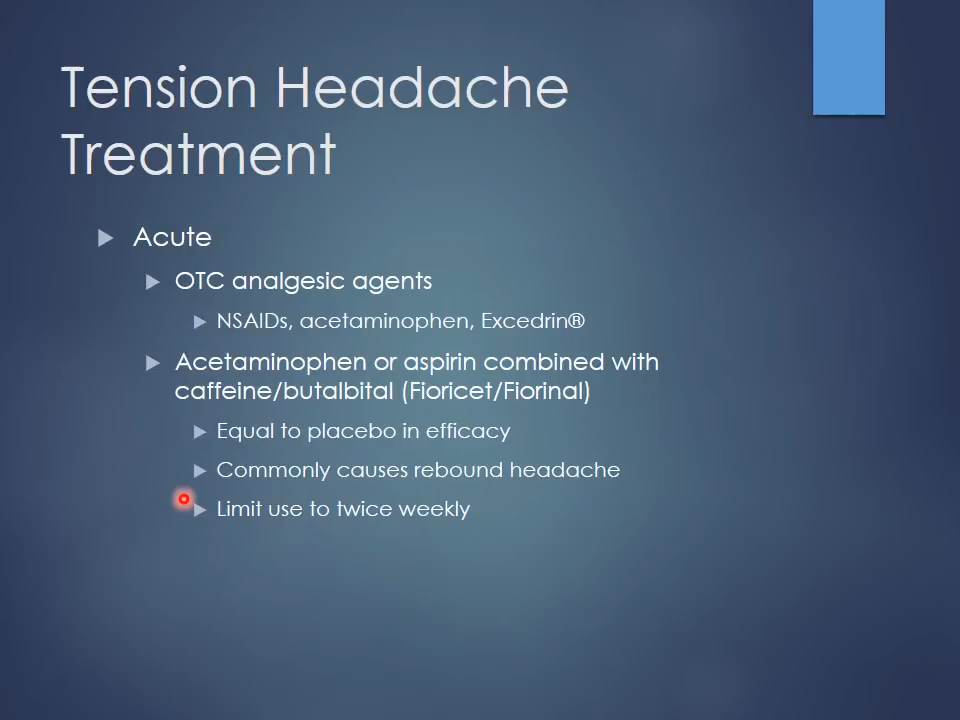 Tension Headache
Treatment
Acute
OTC analgesic agents
NSAIDs, acetaminophen, Excedrin®
Acetaminophen or aspirin combined with
caffeine/butalbital (Fioricet/Fiorinal)
Equal to placebo in efficacy
Commonly causes rebound headache
Limit use to twice weekly